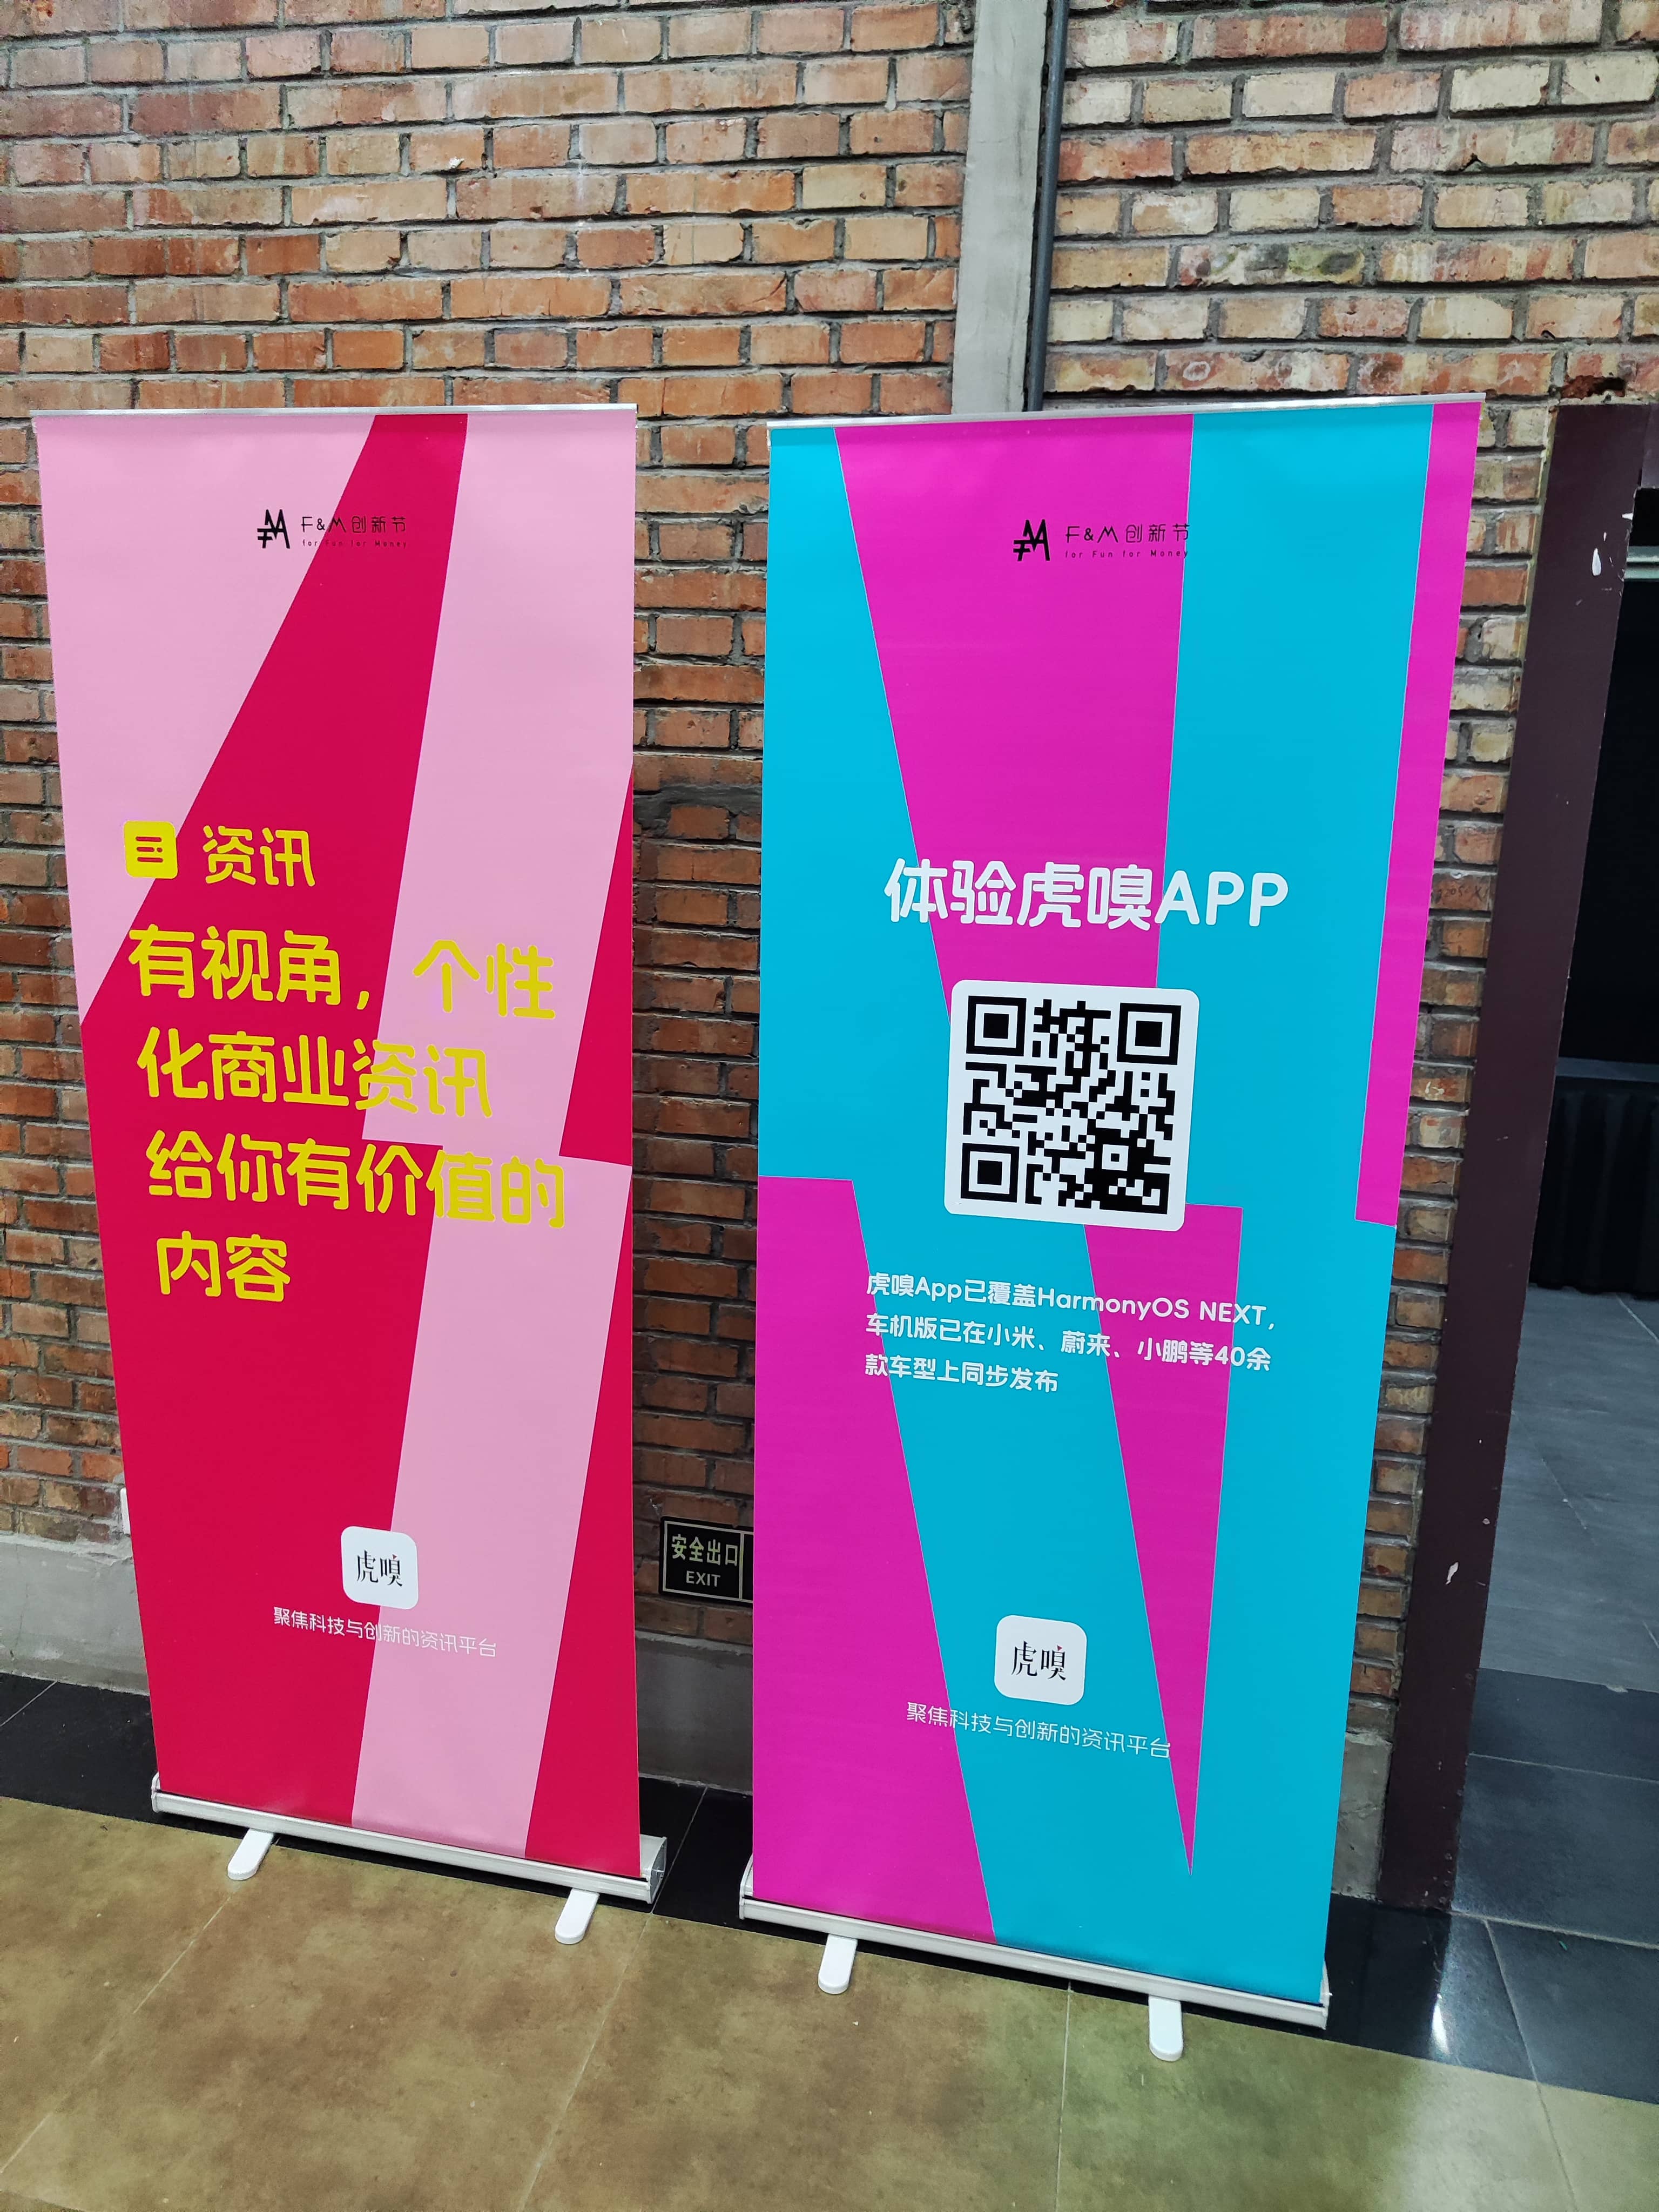 F&M创新节
for Fun for Money
资讯
有视角，个性
化商业资讯
给你有价值的
内容
虎嗅
聚焦科技与创新的资讯平台
安全出口
EXIT
F&M创新节
for Fun for Money
体验虎嗅APP
虎嗅App已覆盖HarmonyOS NEXT，
车机版已在小米、蔚来、小鹏等40余
款车型上同步发布
虎嗅
聚焦科技与创新的资讯平台